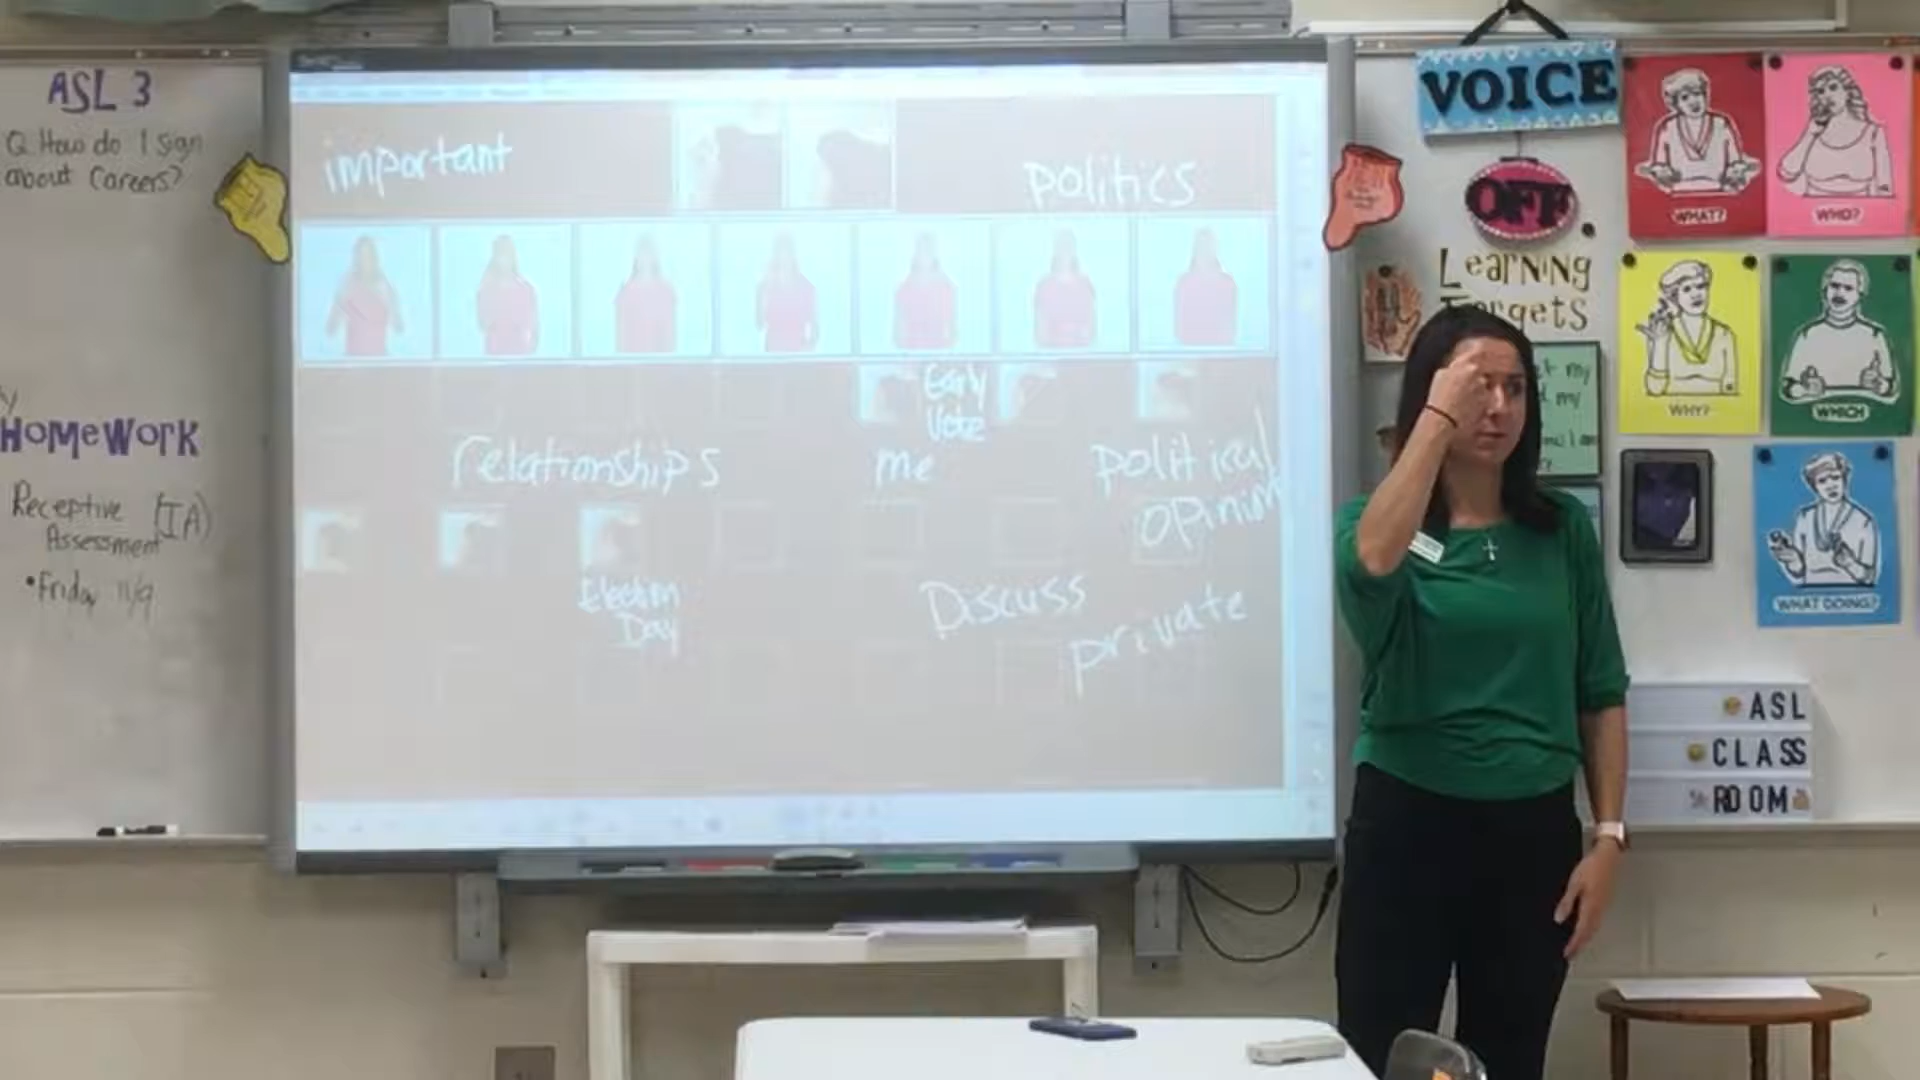 ASL 3
Q. How do I sign
about Careers?
HOMEWORK
Receptive (IA)
Assessment
• Friday 11/9
important
politics
Early
Vote
relationships
me
political
opinion
Election
Day
Discuss
private
VOICE
OFF
Learning
Targets
WHAT?
WHO?
WHY?
WHICH
WHAT DOING?
ASL
CLASS
ROOM